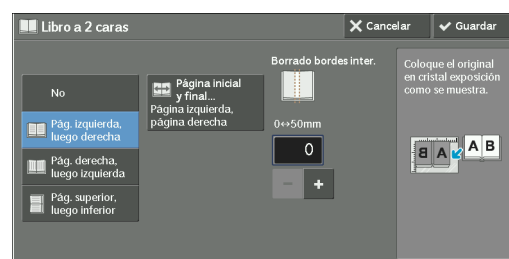 Libro a 2 caras
Cancelar
Guardar
No
Pág. izquierda,
luego derecha
Pág. derecha,
luego izquierda
Pág. superior,
luego inferior
Página inicial
y final...
Página izquierda,
página derecha
Borrado bordes inter.
0↔50mm
0
− +
Coloque el original
en cristal exposición
como se muestra.
B A A B